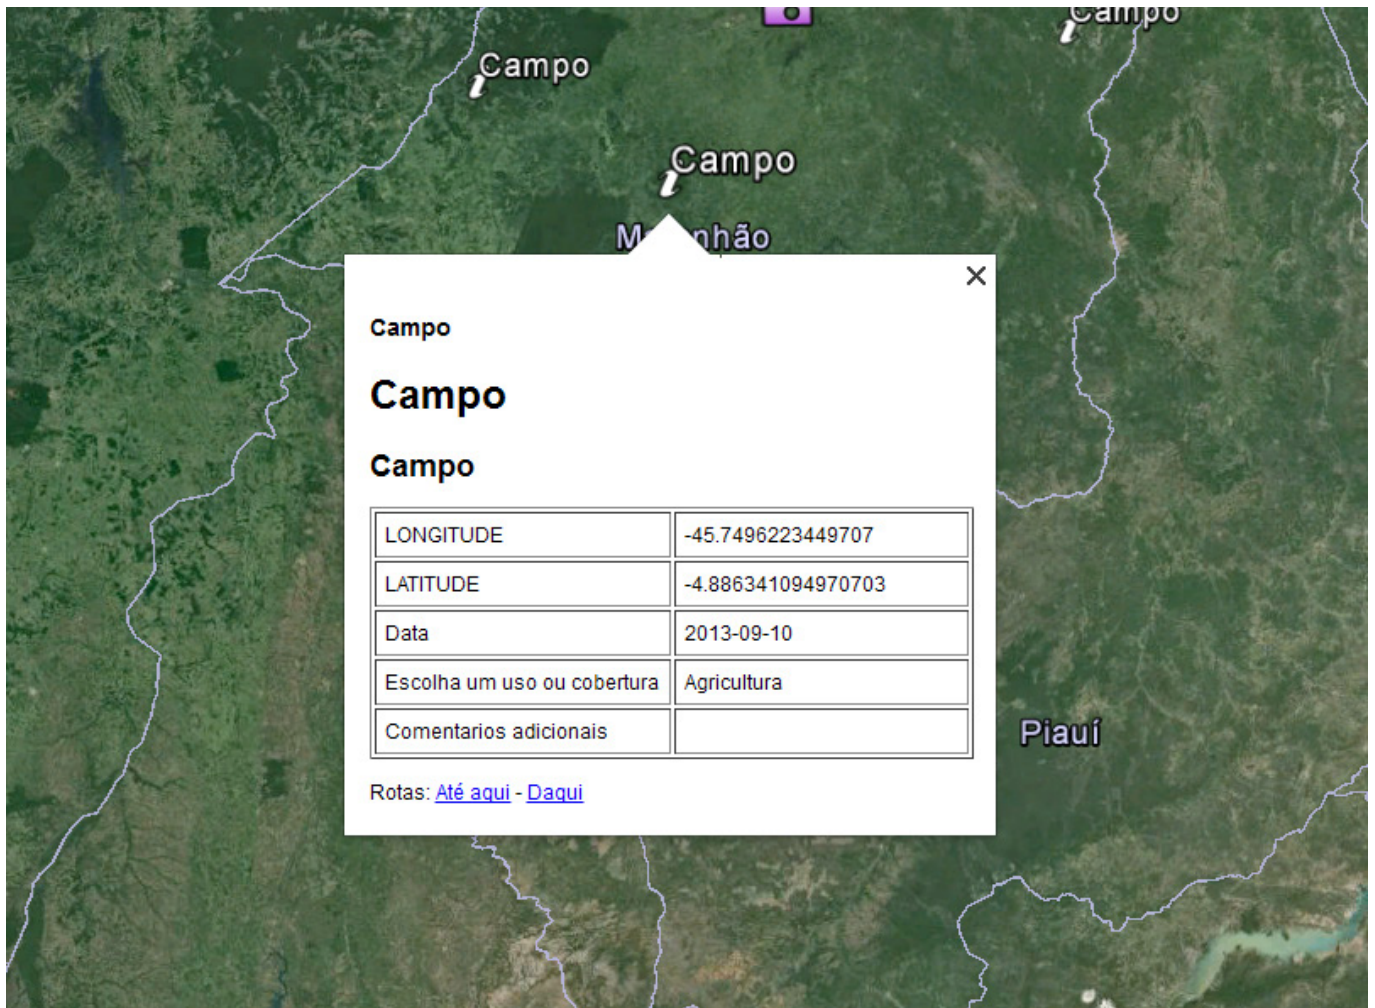 Campo
Campo
Campo
Campo
Campo
Campo
LONGITUDE -45.7496223449707
LATITUDE -4.886341094970703
Data 2013-09-10
Escolha um uso ou cobertura Agricultura
Comentarios adicionais
Piauí
Rotas: Até aqui - Daqui